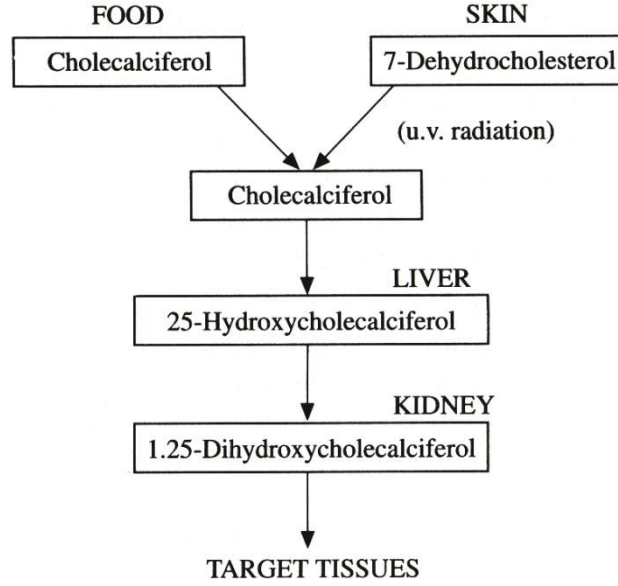 FOOD
SKIN
Cholecalciferol
7-Dehydrocholesterol
(u.v. radiation)
Cholecalciferol
LIVER
25-Hydroxycholecalciferol
KIDNEY
1.25-Dihydroxycholecalciferol
TARGET TISSUES